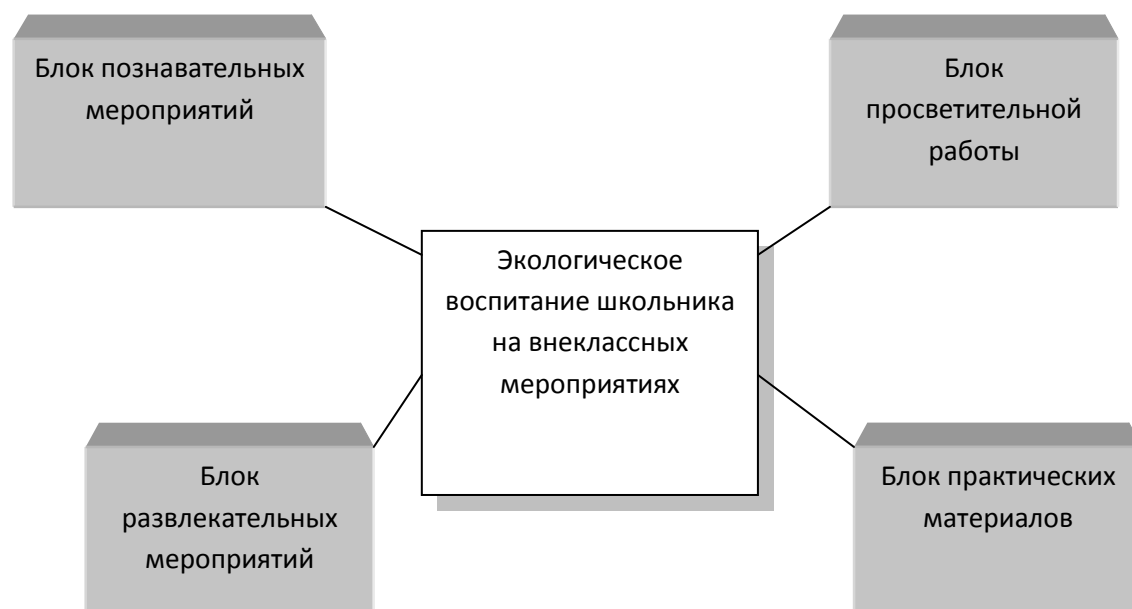 Блок познавательных
мероприятий
Блок
просветительной
работы
Экологическое
воспитание школьника
на внеклассных
мероприятиях
Блок
развлекательных
мероприятий
Блок практических
материалов